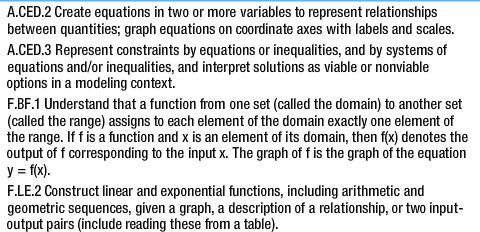 A.CED.2 Create equations in two or more variables to represent relationships
between quantities; graph equations on coordinate axes with labels and scales.
A.CED.3 Represent constraints by equations or inequalities, and by systems of
equations and/or inequalities, and interpret solutions as viable or nonviable
options in a modeling context.
F.BF.1 Understand that a function from one set (called the domain) to another set
(called the range) assigns to each element of the domain exactly one element of
the range. If f is a function and x is an element of its domain, then f(x) denotes the
output of f corresponding to the input x. The graph of f is the graph of the equation
y = f(x).
F.LE.2 Construct linear and exponential functions, including arithmetic and
geometric sequences, given a graph, a description of a relationship, or two input-
output pairs (include reading these from a table).